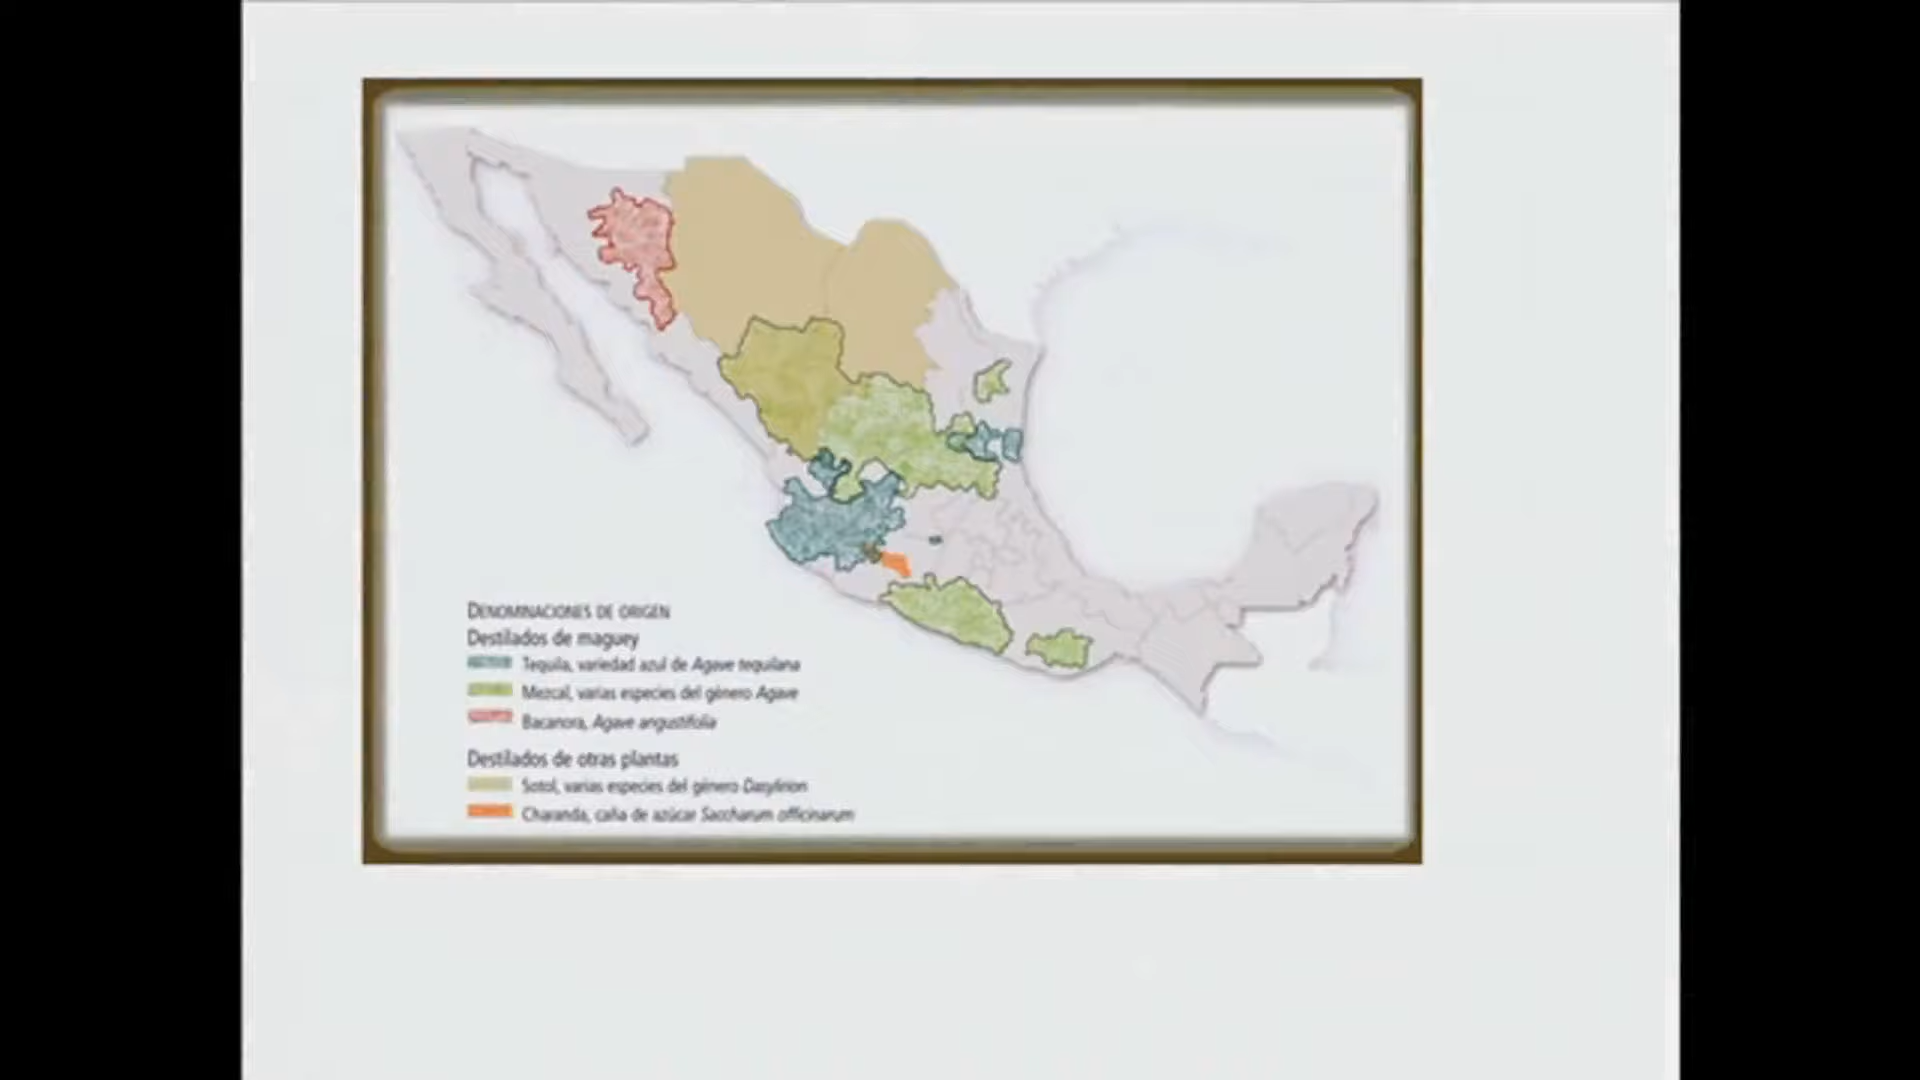 DENOMINACIONES DE ORIGEN
Destilados de maguey
Tequila, variedad azul de Agave tequilana
Mezcal, varias especies del género Agave
Bacanora, Agave angustifolia
Destilados de otras plantas
Sotol, varias especies del género Dasylirion
Charanda, caña de azúcar Saccharum officinarum